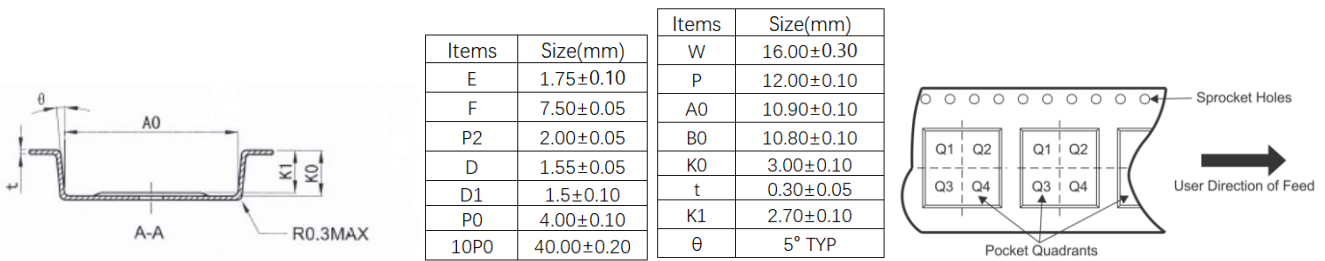 θ
A0
t
K1
K0
A-A
R0.3MAX
Items Size(mm)
E 1.75±0.10
F 7.50±0.05
P2 2.00±0.05
D 1.55±0.05
D1 1.5±0.10
P0 4.00±0.10
10P0 40.00±0.20
Items Size(mm)
W 16.00±0.30
P 12.00±0.10
A0 10.90±0.10
B0 10.80±0.10
K0 3.00±0.10
t 0.30±0.05
K1 2.70±0.10
θ 5° TYP
Sprocket Holes
Q1 Q2 Q1 Q2
Q3 Q4 Q3 Q4
User Direction of Feed
Pocket Quadrants